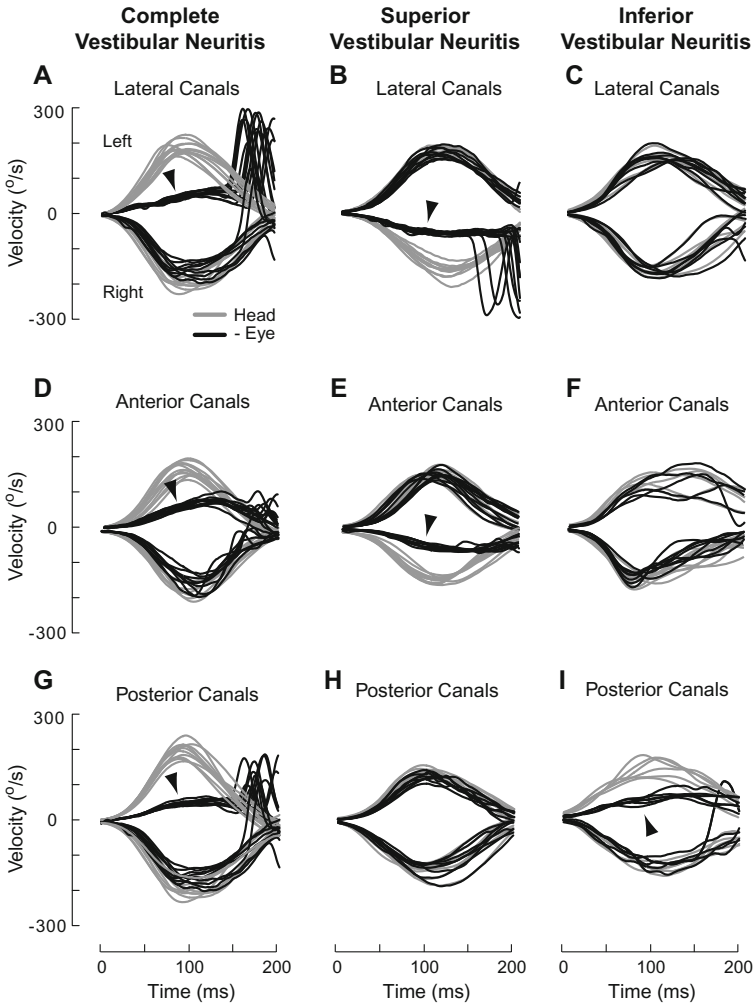 Complete
Vestibular Neuritis
Superior
Vestibular Neuritis
Inferior
Vestibular Neuritis
A
Lateral Canals
B
Lateral Canals
C
Lateral Canals
300
0
-300
Velocity (°/s)
Left
Right
Head
- Eye
D
Anterior Canals
E
Anterior Canals
F
Anterior Canals
300
0
-300
Velocity (°/s)
G
Posterior Canals
H
Posterior Canals
I
Posterior Canals
300
0
-300
Velocity (°/s)
0 100 200
0 100 200
0 100 200
Time (ms)
Time (ms)
Time (ms)